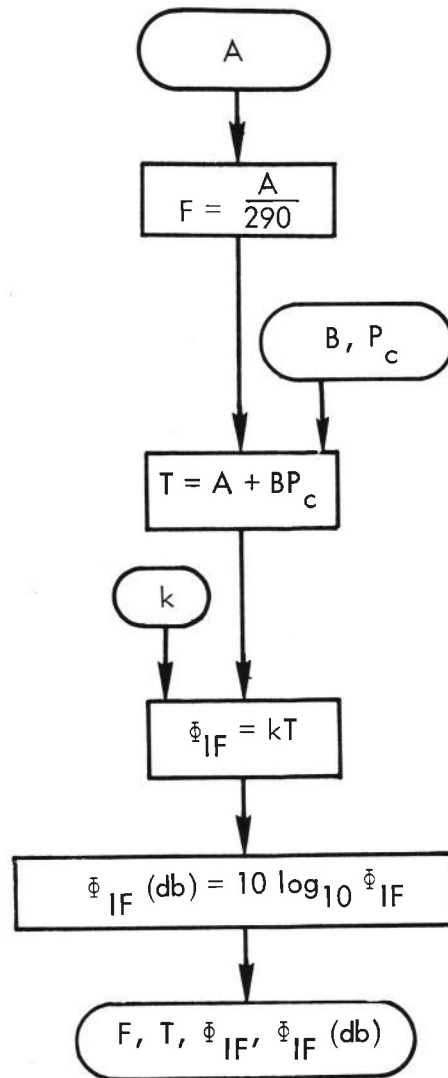 A
F = A/290
B, P_c
T = A + BP_c
k
Φ_IF = kT
Φ_IF (db) = 10 log_10 Φ_IF
F, T, Φ_IF, Φ_IF (db)